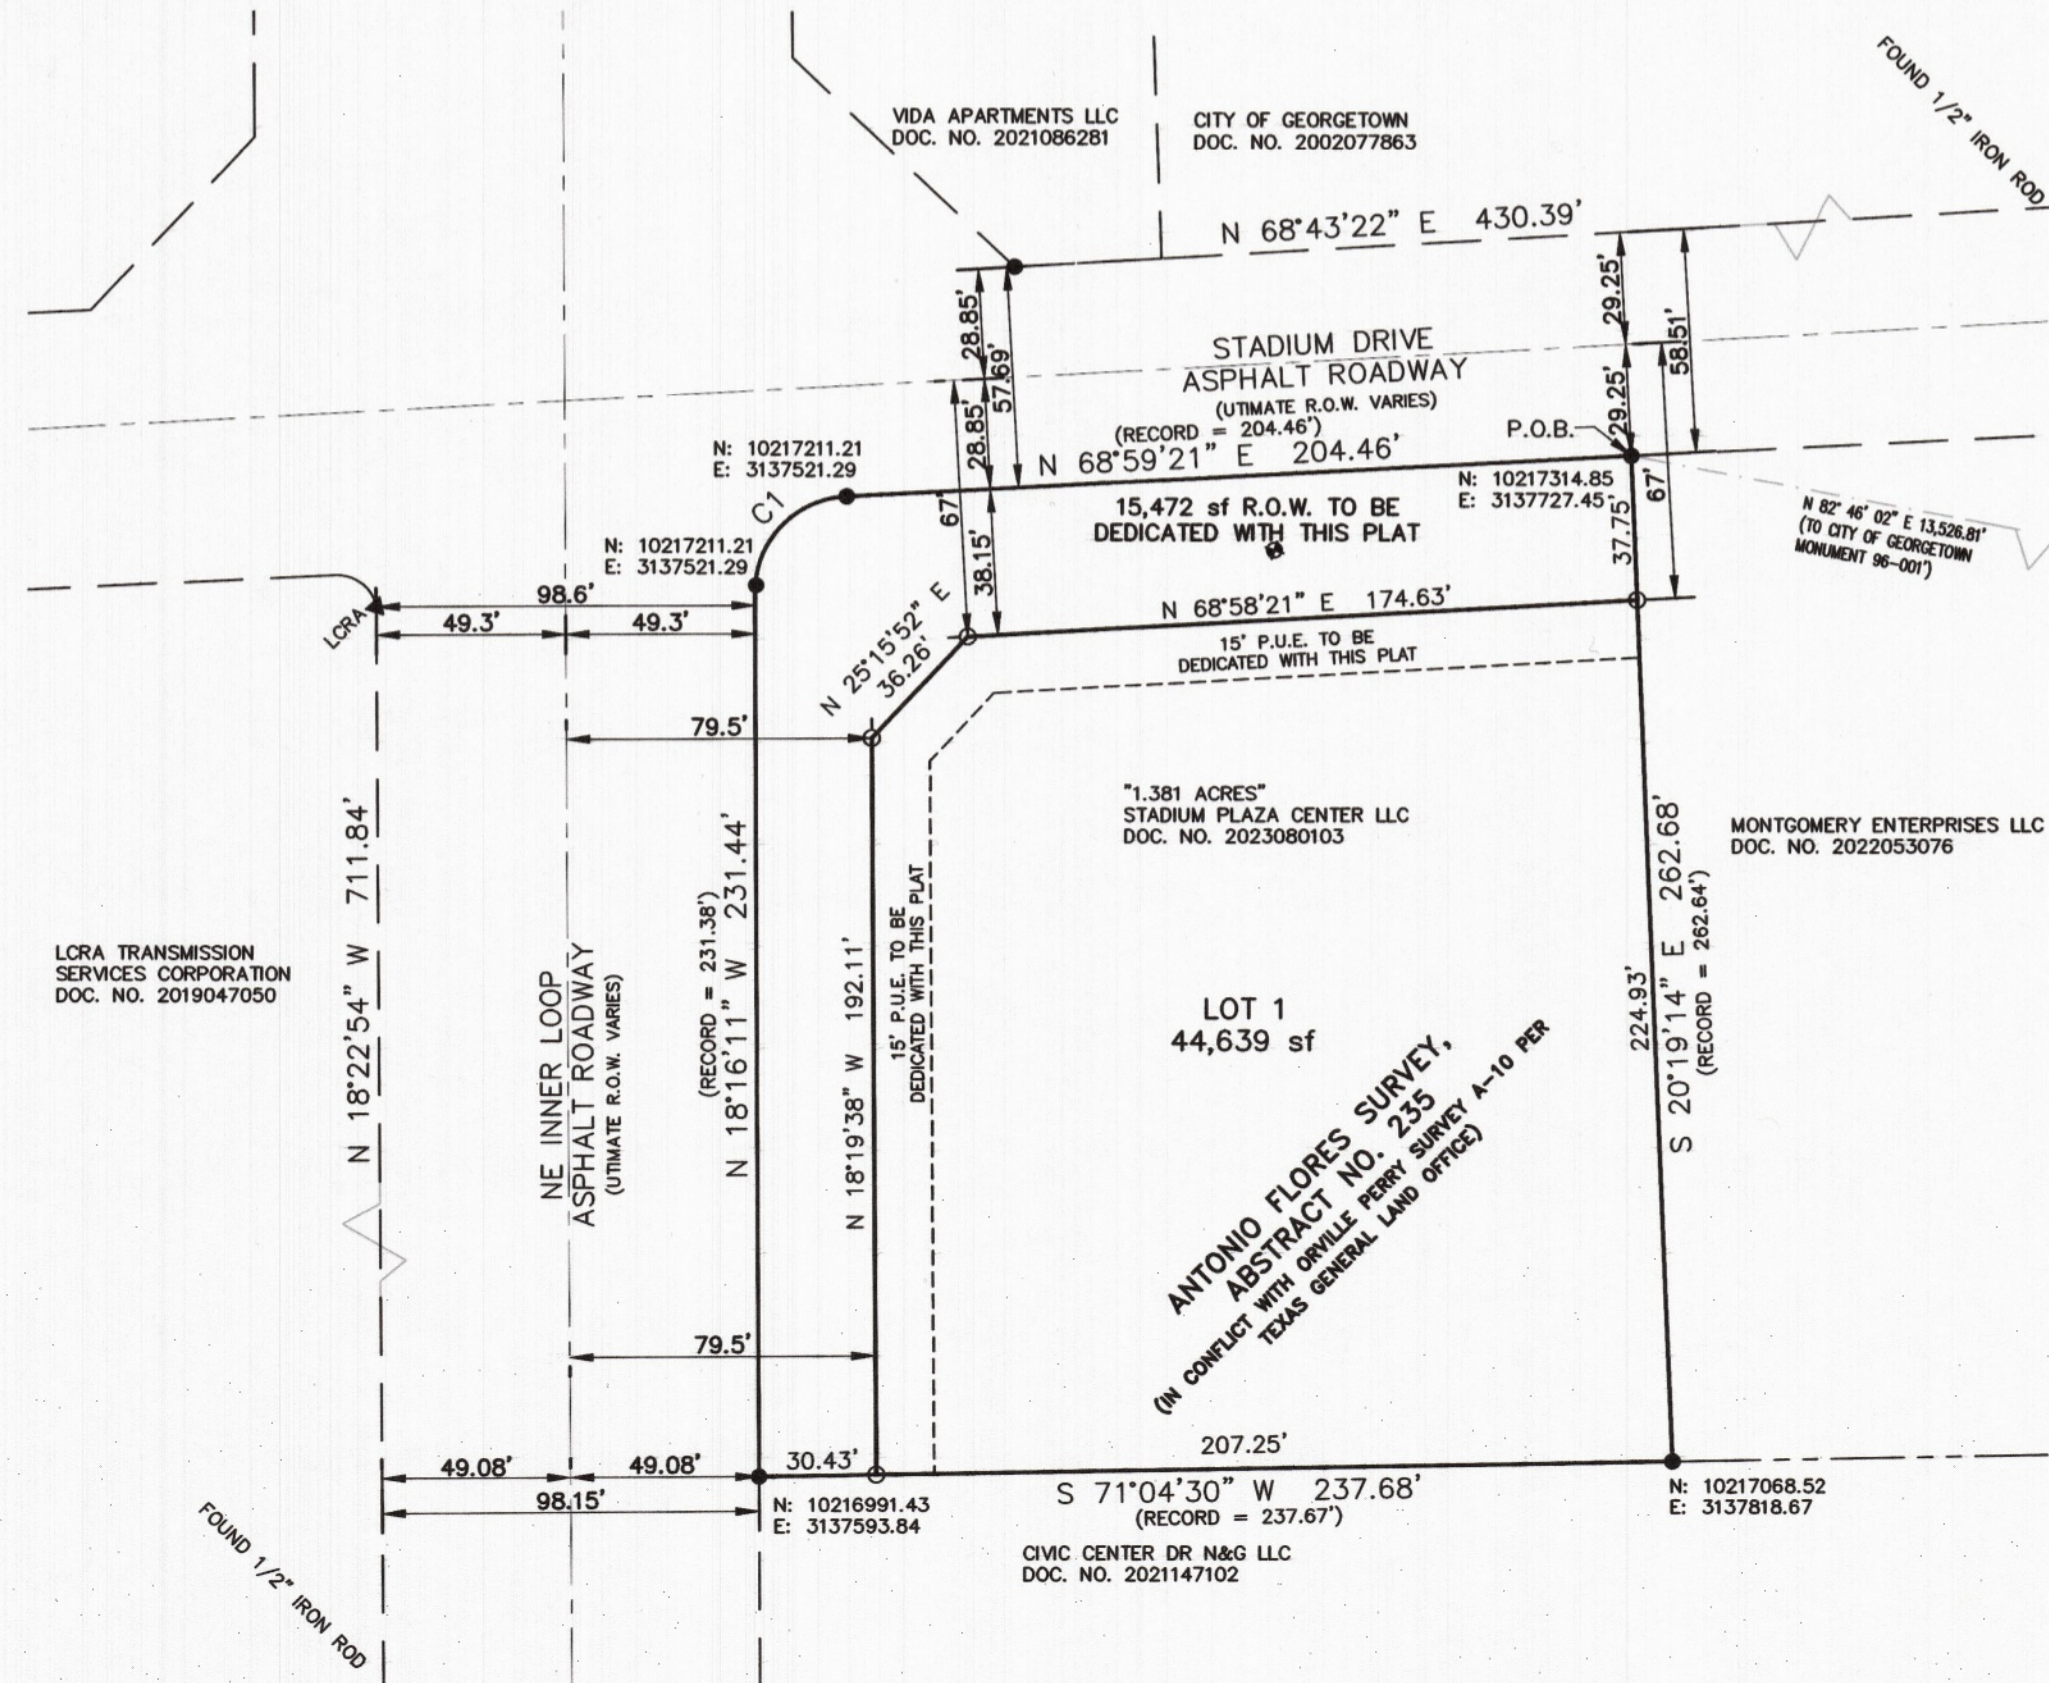 VIDA APARTMENTS LLC
DOC. NO. 2021086281
CITY OF GEORGETOWN
DOC. NO. 2002077863
FOUND 1/2" IRON ROD
N 68°43'22" E 430.39'
28.85'
57.69'
28.85'
29.25'
58.51'
29.25'
STADIUM DRIVE
ASPHALT ROADWAY
(UTIMATE R.O.W. VARIES)
(RECORD = 204.46')
N 68°59'21" E 204.46'
P.O.B.
N: 10217211.21
E: 3137521.29
C1
N: 10217314.85
E: 3137727.45
67'
67'
15,472 sf R.O.W. TO BE
DEDICATED WITH THIS PLAT
37.75'
38.15'
N 82° 46' 02" E 13,526.81'
(TO CITY OF GEORGETOWN
MONUMENT 96-001')
N: 10217211.21
E: 3137521.29
98.6'
49.3'
49.3'
LCRA
N 25°15'52" E
36.26'
N 68°58'21" E 174.63'
15' P.U.E. TO BE
DEDICATED WITH THIS PLAT
79.5'
"1.381 ACRES"
STADIUM PLAZA CENTER LLC
DOC. NO. 2023080103
MONTGOMERY ENTERPRISES LLC
DOC. NO. 2022053076
LCRA TRANSMISSION
SERVICES CORPORATION
DOC. NO. 2019047050
N 18°22'54" W 711.84'
NE INNER LOOP
ASPHALT ROADWAY
(UTIMATE R.O.W. VARIES)
(RECORD = 231.38')
N 18°16'11" W 231.44'
N 18°19'38" W 192.11'
15' P.U.E. TO BE
DEDICATED WITH THIS PLAT
LOT 1
44,639 sf
ANTONIO FLORES SURVEY,
ABSTRACT NO. 235
(IN CONFLICT WITH ORVILLE PERRY SURVEY A-10 PER
TEXAS GENERAL LAND OFFICE)
224.93'
S 20°19'14" E 262.68'
(RECORD = 262.64')
79.5'
49.08'
49.08'
30.43'
207.25'
98.15'
S 71°04'30" W 237.68'
(RECORD = 237.67')
N: 10216991.43
E: 3137593.84
N: 10217068.52
E: 3137818.67
CIVIC CENTER DR N&G LLC
DOC. NO. 2021147102
FOUND 1/2" IRON ROD